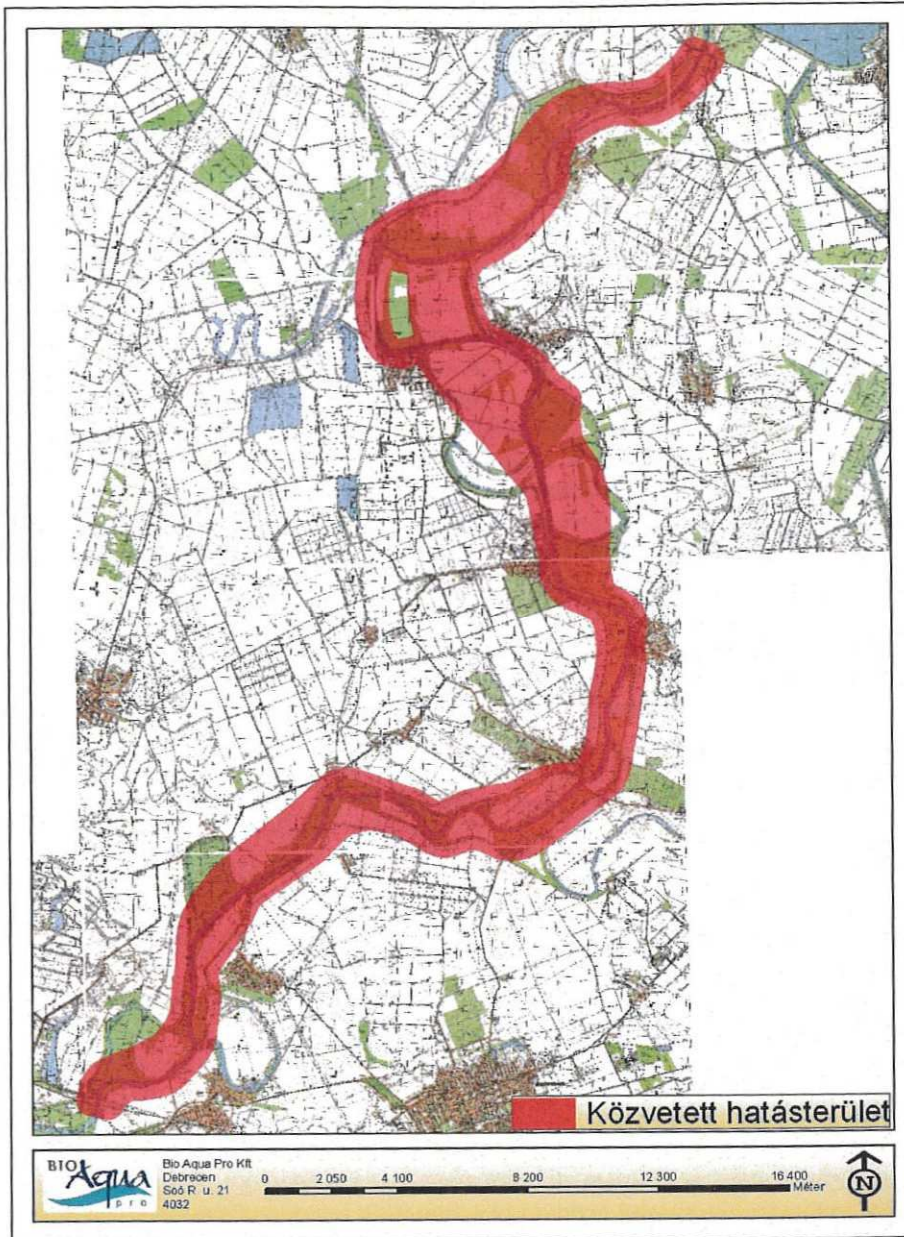 Közvetett hatásterület
BIO
Aqua
pro
Bio Aqua Pro Kft
Debrecen
Soó R. u. 21
4032
0 2 050 4 100 8 200 12 300 16 400
Méter
N